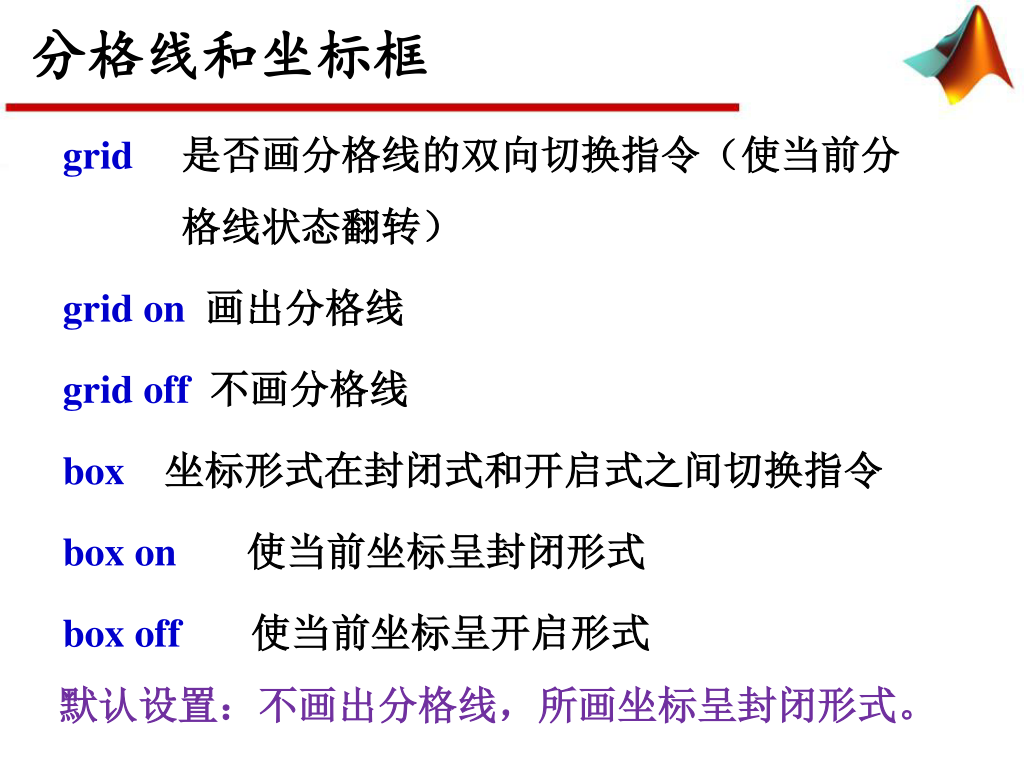 分格线和坐标框
grid 是否画分格线的双向切换指令（使当前分
格线状态翻转）
grid on 画出分格线
grid off 不画分格线
box 坐标形式在封闭式和开启式之间切换指令
box on 使当前坐标呈封闭形式
box off 使当前坐标呈开启形式
默认设置：不画出分格线，所画坐标呈封闭形式。